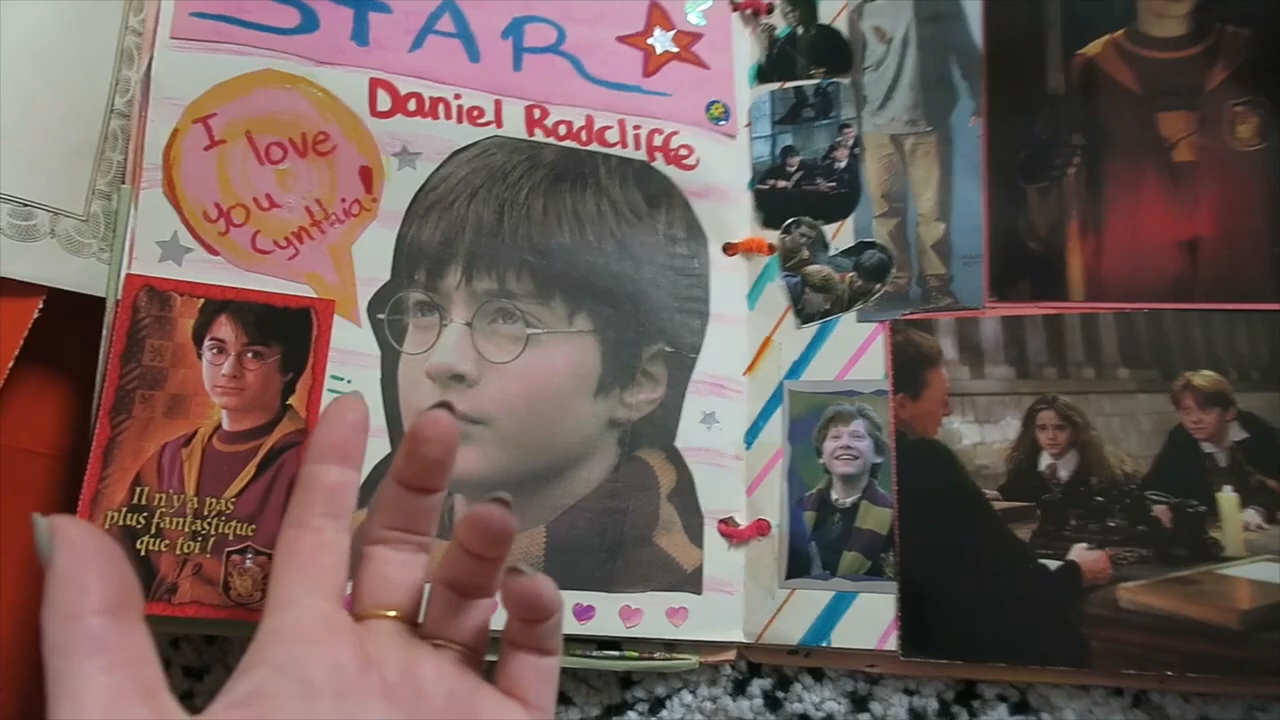 STAR
Daniel Radcliffe
I love
you
Cynthia!
Il n'y a pas
plus fantastique
que toi !